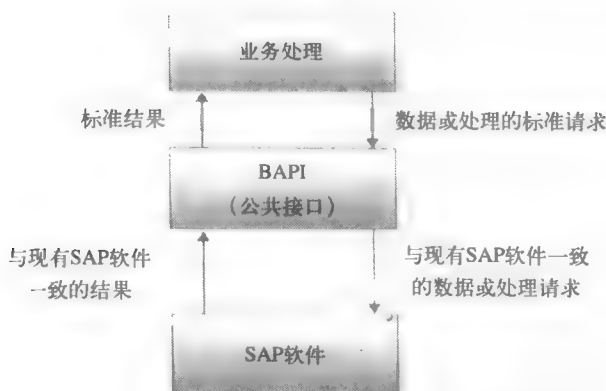 业务处理
标准结果
数据或处理的标准请求
BAPI
（公共接口）
与现有SAP软件
一致的结果
与现有SAP软件一致
的数据或处理请求
SAP软件